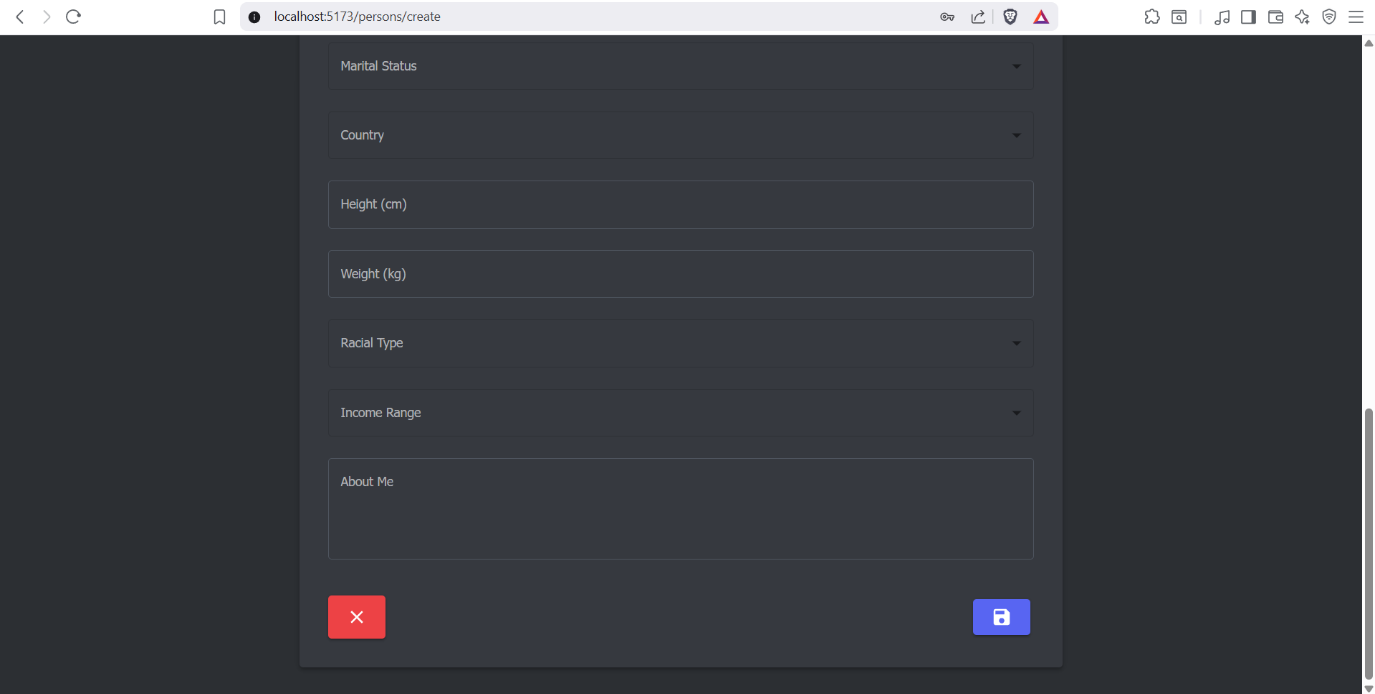 localhost:5173/persons/create
Marital Status
Country
Height (cm)
Weight (kg)
Racial Type
Income Range
About Me